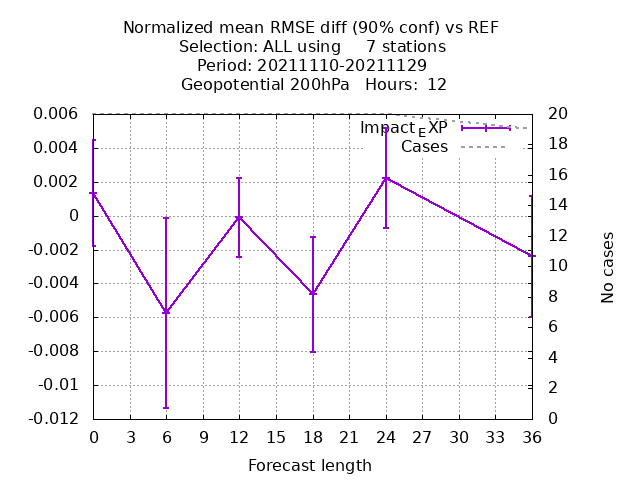 Normalized mean RMSE diff (90% conf) vs REF
Selection: ALL using 7 stations
Period: 20211110-20211129
Geopotential 200hPa Hours: 12
Impact_EXP
Cases
0.006
0.004
0.002
0
-0.002
-0.004
-0.006
-0.008
-0.01
-0.012
20
18
16
14
12
10
8
6
4
2
0
No cases
0 3 6 9 12 15 18 21 24 27 30 33 36
Forecast length